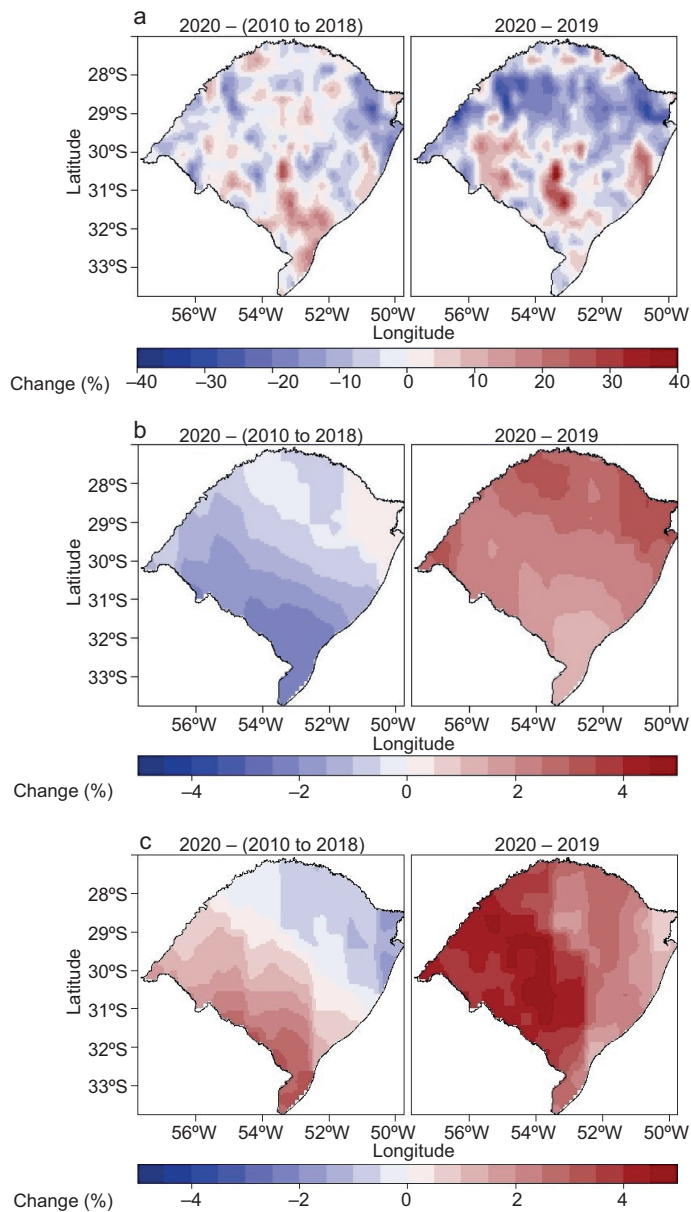 a
2020 – (2010 to 2018) 2020 – 2019
28ºS
29ºS
30ºS
31ºS
32ºS
33ºS
Latitude
56ºW 54ºW 52ºW 50ºW 56ºW 54ºW 52ºW 50ºW
Longitude
Change (%) –40 –30 –20 –10 0 10 20 30 40
b
2020 – (2010 to 2018) 2020 – 2019
28ºS
29ºS
30ºS
31ºS
32ºS
33ºS
Latitude
56ºW 54ºW 52ºW 50ºW 56ºW 54ºW 52ºW 50ºW
Longitude
Change (%) –4 –2 0 2 4
c
2020 – (2010 to 2018) 2020 – 2019
28ºS
29ºS
30ºS
31ºS
32ºS
33ºS
Latitude
56ºW 54ºW 52ºW 50ºW 56ºW 54ºW 52ºW 50ºW
Longitude
Change (%) –4 –2 0 2 4